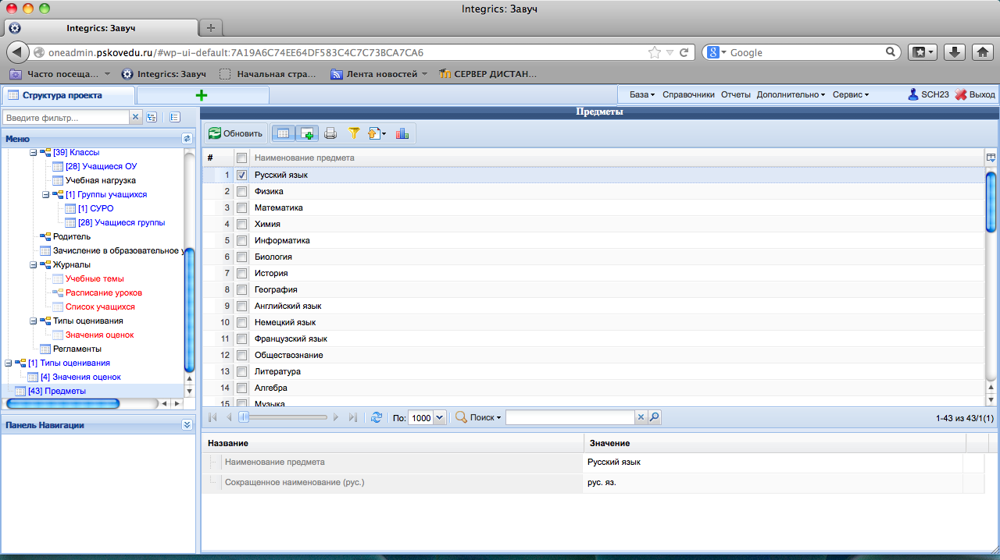 Integrics: Завуч
Integrics: Завуч
oneadmin.pskovedu.ru/#wp-ui-default:7A19A6C74EE64DF583C4C7C73BCA7CA6
Google
Часто посеща...
Integrics: Завуч
Начальная стра...
Лента новостей
СЕРВЕР ДИСТАН...
Структура проекта
База
Справочники
Отчеты
Дополнительно
Сервис
SCH23
Выход
Введите фильтр...
Меню
[39] Классы
[28] Учащиеся ОУ
Учебная нагрузка
[1] Группы учащихся
[1] СУРО
[28] Учащиеся группы
Родитель
Зачисление в образовательное у
Журналы
Учебные темы
Расписание уроков
Список учащихся
Типы оценивания
Значения оценок
Регламенты
[1] Типы оценивания
[4] Значения оценок
[43] Предметы
Панель Навигации
Предметы
Обновить
# Наименование предмета
1 Русский язык
2 Физика
3 Математика
4 Химия
5 Информатика
6 Биология
7 История
8 География
9 Английский язык
10 Немецкий язык
11 Французский язык
12 Обществознание
13 Литература
14 Алгебра
15 Музыка
По: 1000 Поиск 1-43 из 43/1(1)
Название Значение
Наименование предмета Русский язык
Сокращенное наименование (рус.) рус. яз.